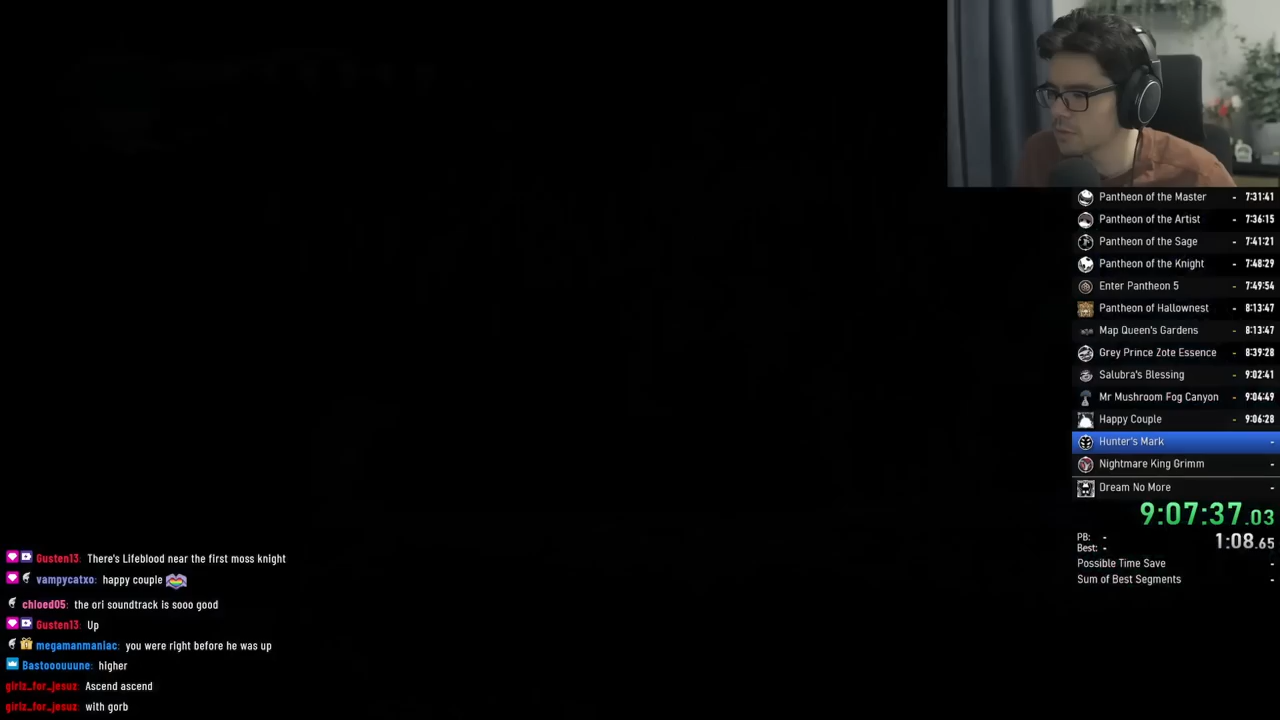 Pantheon of the Master - 7:31:41
Pantheon of the Artist - 7:36:15
Pantheon of the Sage - 7:41:21
Pantheon of the Knight - 7:48:29
Enter Pantheon 5 - 7:49:54
Pantheon of Hallownest - 8:13:47
Map Queen's Gardens - 8:13:47
Grey Prince Zote Essence - 8:39:28
Salubra's Blessing - 9:02:41
Mr Mushroom Fog Canyon - 9:04:49
Happy Couple - 9:06:28
Hunter's Mark -
Nightmare King Grimm -
Dream No More -
9:07:37.03
PB: - 1:08.65
Best: -
Possible Time Save -
Sum of Best Segments -
Gusten13: There's Lifeblood near the first moss knight
vampycatxo: happy couple
chloed05: the ori soundtrack is sooo good
Gusten13: Up
megamanmaniac: you were right before he was up
Bastooouuune: higher
girlz_for_jesuz: Ascend ascend
girlz_for_jesuz: with gorb